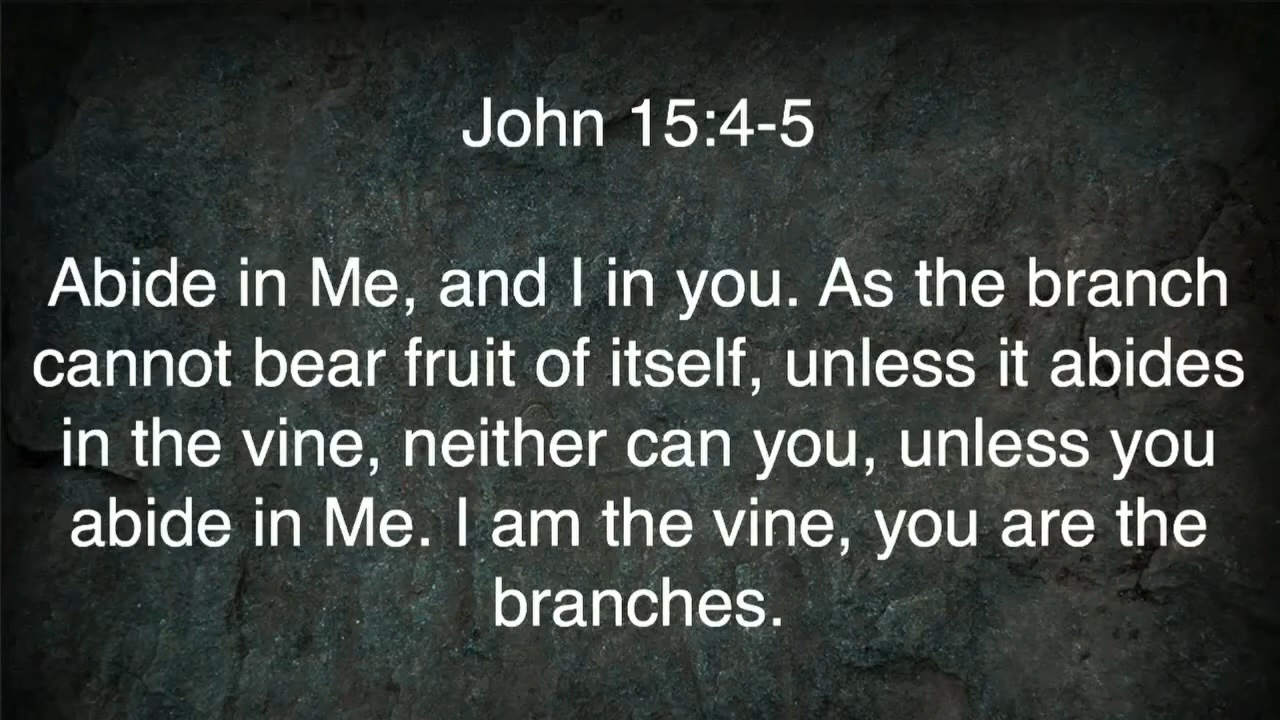 John 15:4-5
Abide in Me, and I in you. As the branch
cannot bear fruit of itself, unless it abides
in the vine, neither can you, unless you
abide in Me. I am the vine, you are the
branches.